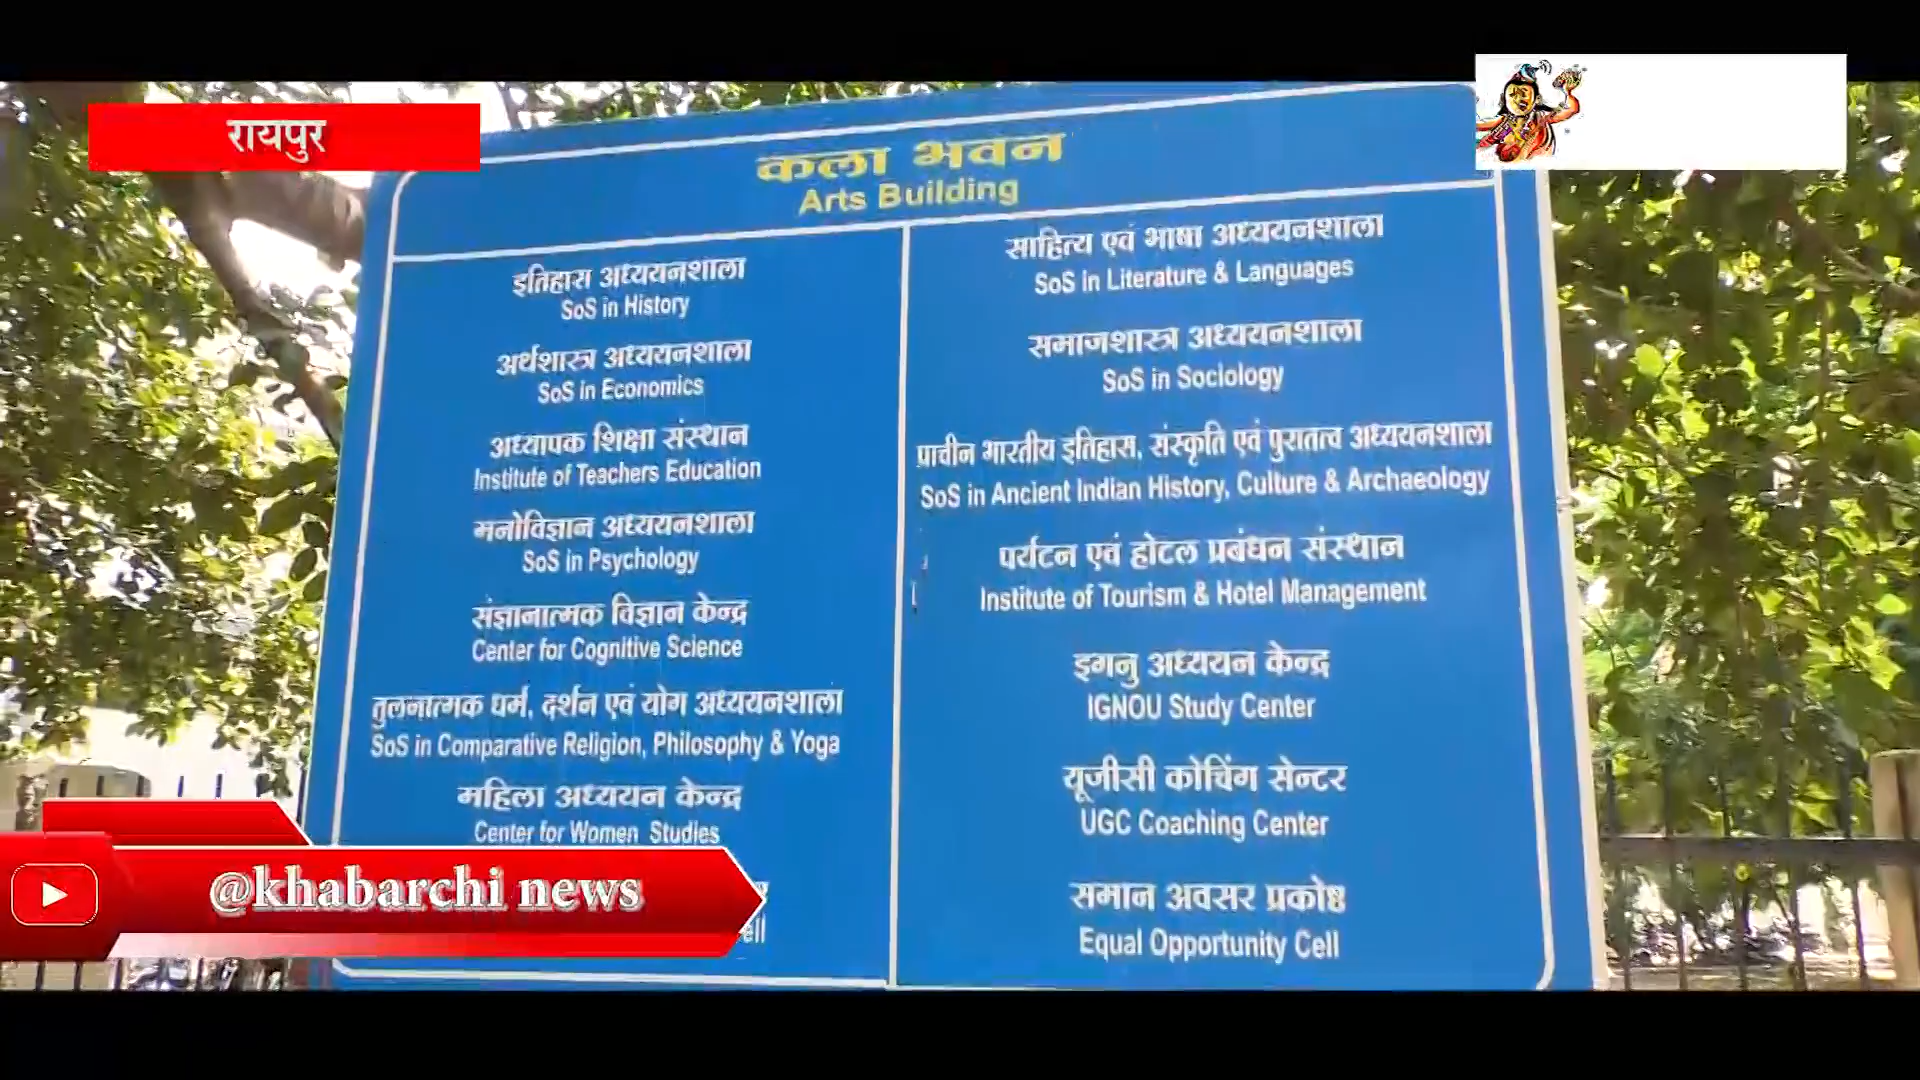 रायपुर
कला भवन
Arts Building
इतिहास अध्ययनशाला
SoS in History
अर्थशास्त्र अध्ययनशाला
SoS in Economics
अध्यापक शिक्षा संस्थान
Institute of Teachers Education
मनोविज्ञान अध्ययनशाला
SoS in Psychology
संज्ञानात्मक विज्ञान केन्द्र
Center for Cognitive Science
तुलनात्मक धर्म, दर्शन एवं योग अध्ययनशाला
SoS in Comparative Religion, Philosophy & Yoga
महिला अध्ययन केन्द्र
Center for Women Studies
साहित्य एवं भाषा अध्ययनशाला
SoS in Literature & Languages
समाजशास्त्र अध्ययनशाला
SoS in Sociology
प्राचीन भारतीय इतिहास, संस्कृति एवं पुरातत्व अध्ययनशाला
SoS in Ancient Indian History, Culture & Archaeology
पर्यटन एवं होटल प्रबंधन संस्थान
Institute of Tourism & Hotel Management
इगनु अध्ययन केन्द्र
IGNOU Study Center
यूजीसी कोचिंग सेन्टर
UGC Coaching Center
समान अवसर प्रकोष्ठ
Equal Opportunity Cell
@khabarchi news